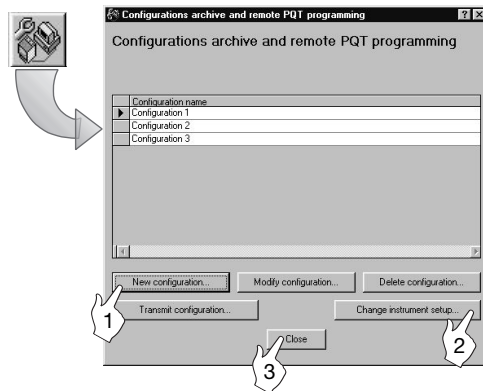 Configurations archive and remote PQT programming
Configurations archive and remote PQT programming
Configuration name
Configuration 1
Configuration 2
Configuration 3
New configuration... Modify configuration... Delete configuration...
Transmit configuration... Change instrument setup...
Close
1
2
3